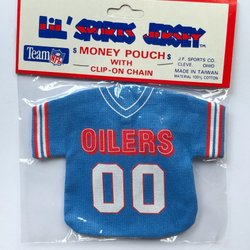 Lil' SPORTS JERSEY
Team NFL
$ MONEY POUCH $
WITH
CLIP-ON CHAIN
J.F. SPORTS CO.
CLEVE. OHIO
MADE IN TAIWAN
MATERIAL 100% COTTON
OILERS
00